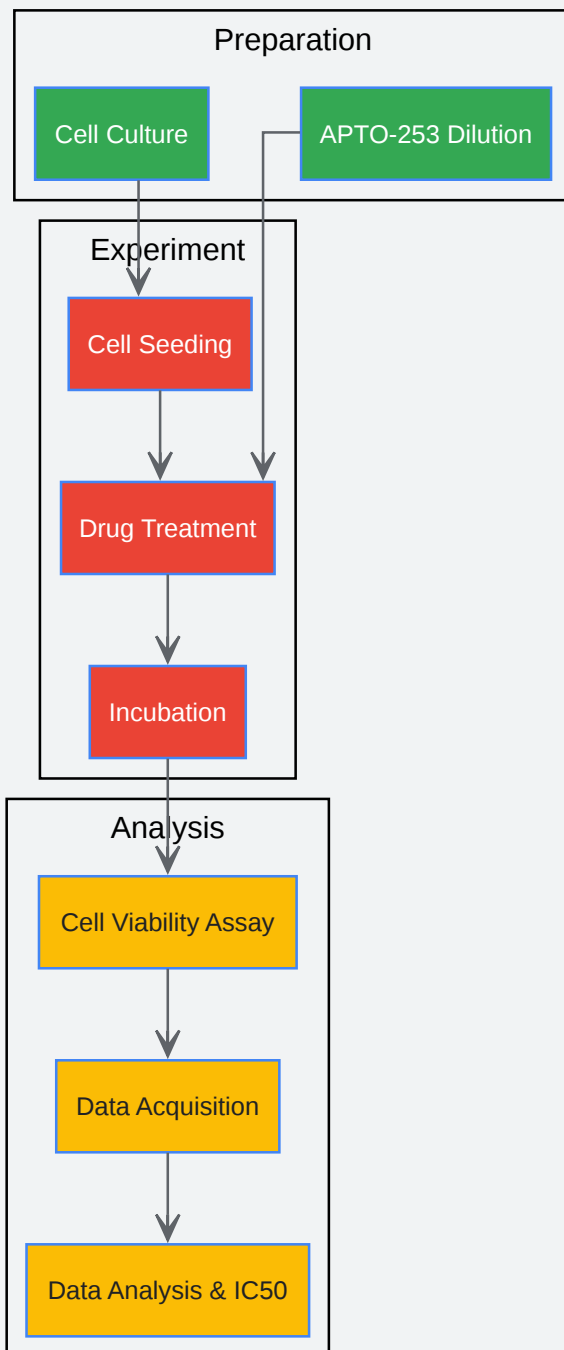 Preparation
Cell Culture
APTO-253 Dilution
Experiment
Cell Seeding
Drug Treatment
Incubation
Analysis
Cell Viability Assay
Data Acquisition
Data Analysis & IC50